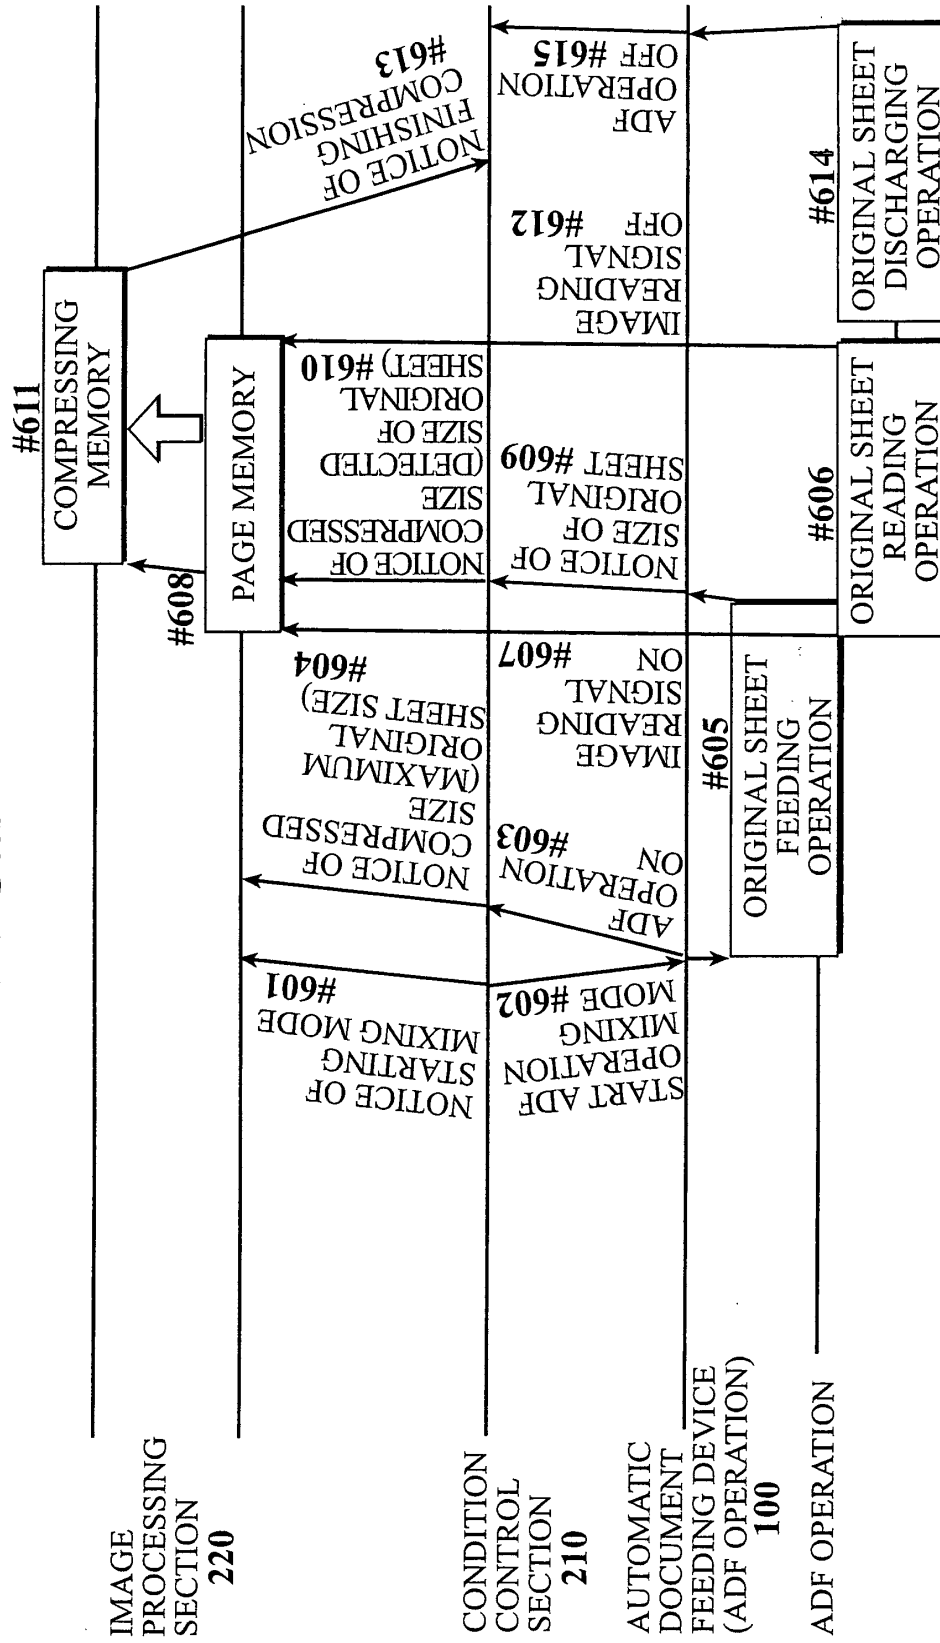 IMAGE
PROCESSING
SECTION
220
CONDITION
CONTROL
SECTION
210
AUTOMATIC
DOCUMENT
FEEDING DEVICE
(ADF OPERATION)
100
ADF OPERATION
NOTICE OF
STARTING
MIXING MODE
#601
START ADF
OPERATION
MIXING
MODE #602
ADF
OPERATION
ON
#603
NOTICE OF
COMPRESSED
SIZE
(MAXIMUM
ORIGINAL
SHEET SIZE)
#604
#605
ORIGINAL SHEET
FEEDING
OPERATION
IMAGE
READING
SIGNAL
ON
#607
#606
ORIGINAL SHEET
READING
OPERATION
#608
PAGE MEMORY
NOTICE OF
SIZE OF
ORIGINAL
SHEET #609
NOTICE OF
COMPRESSED
SIZE
(DETECTED
SIZE OF
ORIGINAL
SHEET) #610
#611
COMPRESSING
MEMORY
IMAGE
READING
SIGNAL
OFF
#612
NOTICE OF
FINISHING
COMPRESSION
#613
#614
ORIGINAL SHEET
DISCHARGING
OPERATION
ADF
OPERATION
OFF #615